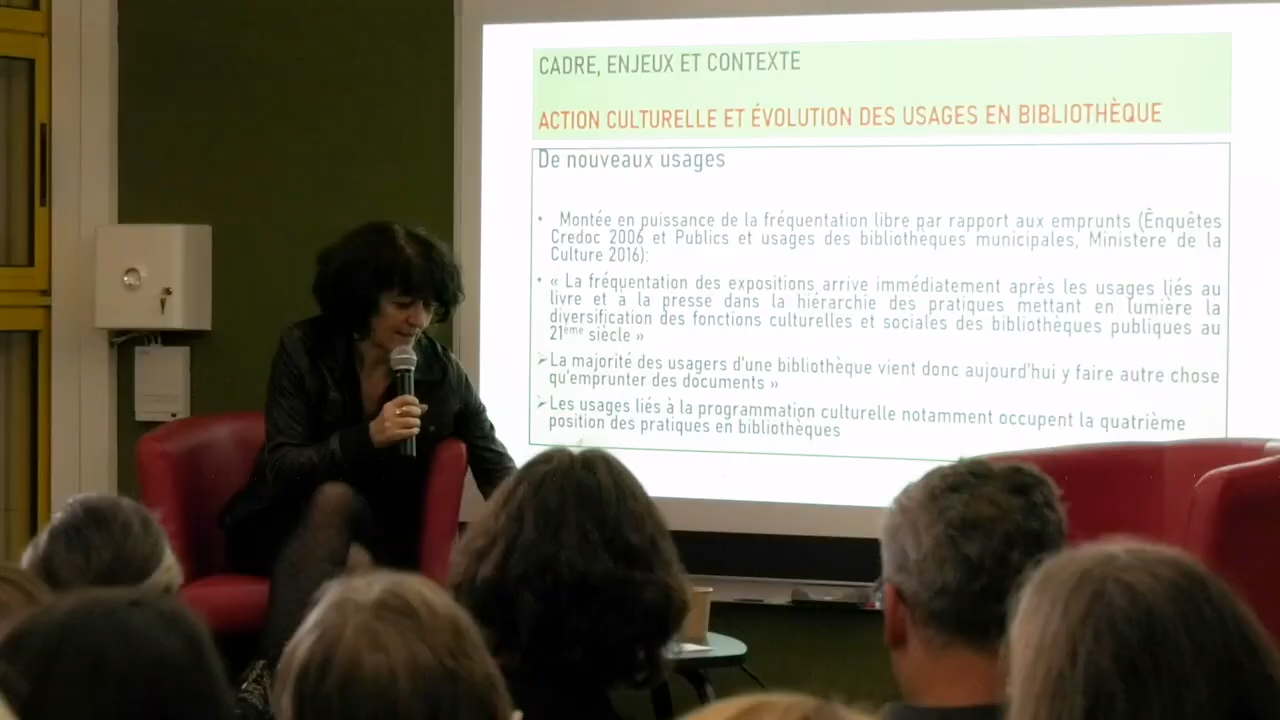 CADRE, ENJEUX ET CONTEXTE
ACTION CULTURELLE ET ÉVOLUTION DES USAGES EN BIBLIOTHÈQUE
De nouveaux usages
• Montée en puissance de la fréquentation libre par rapport aux emprunts (Ênquêtes
Credoc 2006 et Publics et usages des bibliothèques municipales, Ministère de la
Culture 2016):
• « La fréquentation des expositions arrive immédiatement après les usages liés au
livre et à la presse dans la hiérarchie des pratiques mettant en lumière la
diversification des fonctions culturelles et sociales des bibliothèques publiques au
21ème siècle »
➢La majorité des usagers d'une bibliothèque vient donc aujourd'hui y faire autre chose
qu'emprunter des documents »
➢Les usages liés à la programmation culturelle notamment occupent la quatrième
position des pratiques en bibliothèques